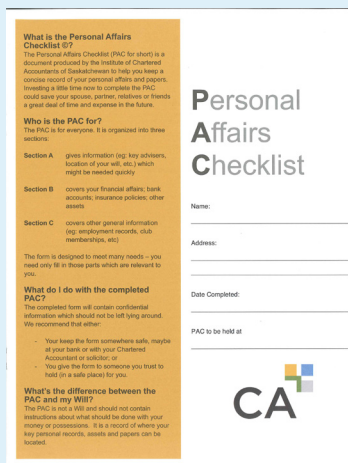 What is the Personal Affairs
Checklist ©?
The Personal Affairs Checklist (PAC for short) is a
document produced by the Institute of Chartered
Accountants of Saskatchewan to help you keep a
concise record of your personal affairs and papers.
Investing a little time now to complete the PAC
could save your spouse, partner, relatives or friends
a great deal of time and expense in the future.
Who is the PAC for?
The PAC is for everyone. It is organized into three
sections:
Section A gives information (eg: key advisers,
location of your will, etc.) which
might be needed quickly
Section B covers your financial affairs; bank
accounts; insurance policies; other
assets
Section C covers other general information
(eg: employment records, club
memberships, etc)
The form is designed to meet many needs – you
need only fill in those parts which are relevant to
you.
What do I do with the completed
PAC?
The completed form will contain confidential
information which should not be left lying around.
We recommend that either:
- Your keep the form somewhere safe, maybe
at your bank or with your Chartered
Accountant or solicitor; or
- You give the form to someone you trust to
hold (in a safe place) for you.
What's the difference between the
PAC and my Will?
The PAC is not a Will and should not contain
instructions about what should be done with your
money or possessions. It is a record of where your
key personal records, assets and papers can be
located.
Personal
Affairs
Checklist
Name:
Address:
Date Completed:
PAC to be held at
CA